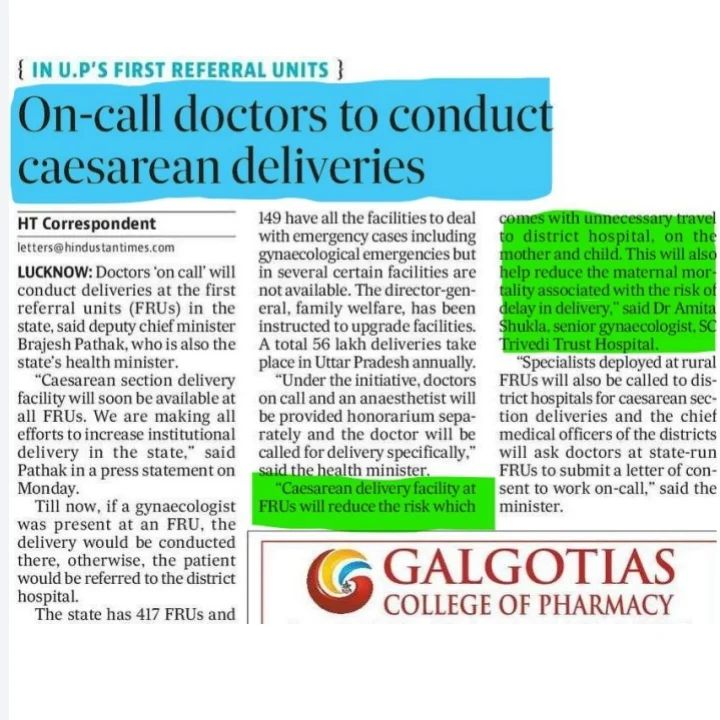 { IN U.P'S FIRST REFERRAL UNITS }
On-call doctors to conduct
caesarean deliveries
HT Correspondent
letters@hindustantimes.com
LUCKNOW: Doctors 'on call' will
conduct deliveries at the first
referral units (FRUs) in the
state, said deputy chief minister
Brajesh Pathak, who is also the
state's health minister.
"Caesarean section delivery
facility will soon be available at
all FRUs. We are making all
efforts to increase institutional
delivery in the state," said
Pathak in a press statement on
Monday.
Till now, if a gynaecologist
was present at an FRU, the
delivery would be conducted
there, otherwise, the patient
would be referred to the district
hospital.
The state has 417 FRUs and
149 have all the facilities to deal
with emergency cases including
gynaecological emergencies but
in several certain facilities are
not available. The director-gen-
eral, family welfare, has been
instructed to upgrade facilities.
A total 56 lakh deliveries take
place in Uttar Pradesh annually.
"Under the initiative, doctors
on call and an anaesthetist will
be provided honorarium sepa-
rately and the doctor will be
called for delivery specifically,"
said the health minister.
"Caesarean delivery facility at
FRUs will reduce the risk which
comes with unnecessary travel
to district hospital, on the
mother and child. This will also
help reduce the maternal mor-
tality associated with the risk of
delay in delivery," said Dr Amita
Shukla, senior gynaecologist, SC
Trivedi Trust Hospital.
"Specialists deployed at rural
FRUs will also be called to dis-
trict hospitals for caesarean sec-
tion deliveries and the chief
medical officers of the districts
will ask doctors at state-run
FRUs to submit a letter of con-
sent to work on-call," said the
minister.
GALGOTIAS
COLLEGE OF PHARMACY